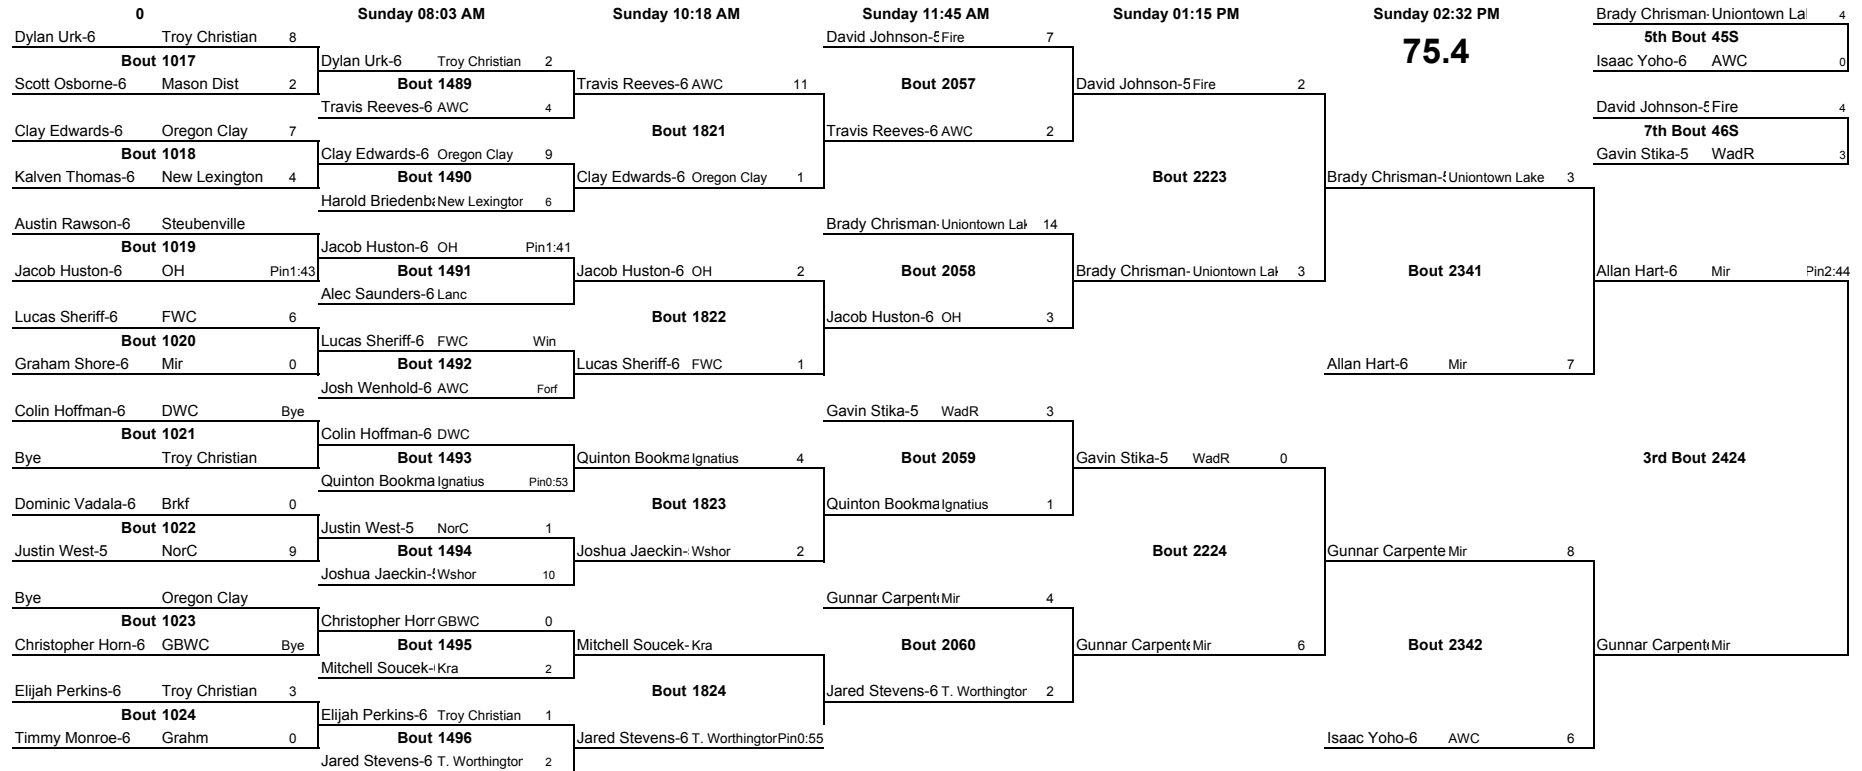 0 Sunday 08:03 AM Sunday 10:18 AM Sunday 11:45 AM Sunday 01:15 PM Sunday 02:32 PM Brady Chrisman- Uniontown Lal 4
Dylan Urk-6 Troy Christian 8 David Johnson-5 Fire 7 75.4 5th Bout 45S
Bout 1017 Dylan Urk-6 Troy Christian 2 Isaac Yoho-6 AWC 0
Scott Osborne-6 Mason Dist 2 Bout 1489 Travis Reeves-6 AWC 11 Bout 2057 David Johnson-5 Fire 2
Travis Reeves-6 AWC 4 David Johnson-5 Fire 4
Clay Edwards-6 Oregon Clay 7 Bout 1821 Travis Reeves-6 AWC 2 7th Bout 46S
Bout 1018 Clay Edwards-6 Oregon Clay 9 Gavin Stika-5 WadR 3
Kalven Thomas-6 New Lexington 4 Bout 1490 Clay Edwards-6 Oregon Clay 1 Bout 2223 Brady Chrisman- Uniontown Lake 3
Harold Briedenb New Lexingtor 6
Austin Rawson-6 Steubenville Brady Chrisman- Uniontown Lal 14
Bout 1019 Jacob Huston-6 OH Pin1:41
Jacob Huston-6 OH Pin1:43 Bout 1491 Jacob Huston-6 OH 2 Bout 2058 Brady Chrisman- Uniontown Lal 3 Bout 2341 Allan Hart-6 Mir Pin2:44
Alec Saunders-6 Lanc
Lucas Sheriff-6 FWC 6 Bout 1822 Jacob Huston-6 OH 3
Bout 1020 Lucas Sheriff-6 FWC Win
Graham Shore-6 Mir 0 Bout 1492 Lucas Sheriff-6 FWC 1 Allan Hart-6 Mir 7
Josh Wenhold-6 AWC Forf
Colin Hoffman-6 DWC Bye Gavin Stika-5 WadR 3
Bout 1021 Colin Hoffman-6 DWC
Bye Troy Christian Bout 1493 Quinton Bookma Ignatius 4 Bout 2059 Gavin Stika-5 WadR 0 3rd Bout 2424
Quinton Bookma Ignatius Pin0:53
Dominic Vadala-6 Brkf 0 Bout 1823 Quinton Bookma Ignatius 1
Bout 1022 Justin West-5 NorC 1
Justin West-5 NorC 9 Bout 1494 Joshua Jaeckin- Wshor 2 Bout 2224 Gunnar Carpente Mir 8
Joshua Jaeckin- Wshor 10
Bye Oregon Clay Gunnar Carpent Mir 4
Bout 1023 Christopher Horr GBWC 0
Christopher Horn-6 GBWC Bye Bout 1495 Mitchell Soucek- Kra Bout 2060 Gunnar Carpent Mir 6 Bout 2342 Gunnar Carpent Mir
Mitchell Soucek- Kra 2
Elijah Perkins-6 Troy Christian 3 Bout 1824 Jared Stevens-6 T. Worthingtor 2
Bout 1024 Elijah Perkins-6 Troy Christian 1
Timmy Monroe-6 Grahm 0 Bout 1496 Jared Stevens-6 T. Worthingtor Pin0:55 Isaac Yoho-6 AWC 6
Jared Stevens-6 T. Worthingtor 2